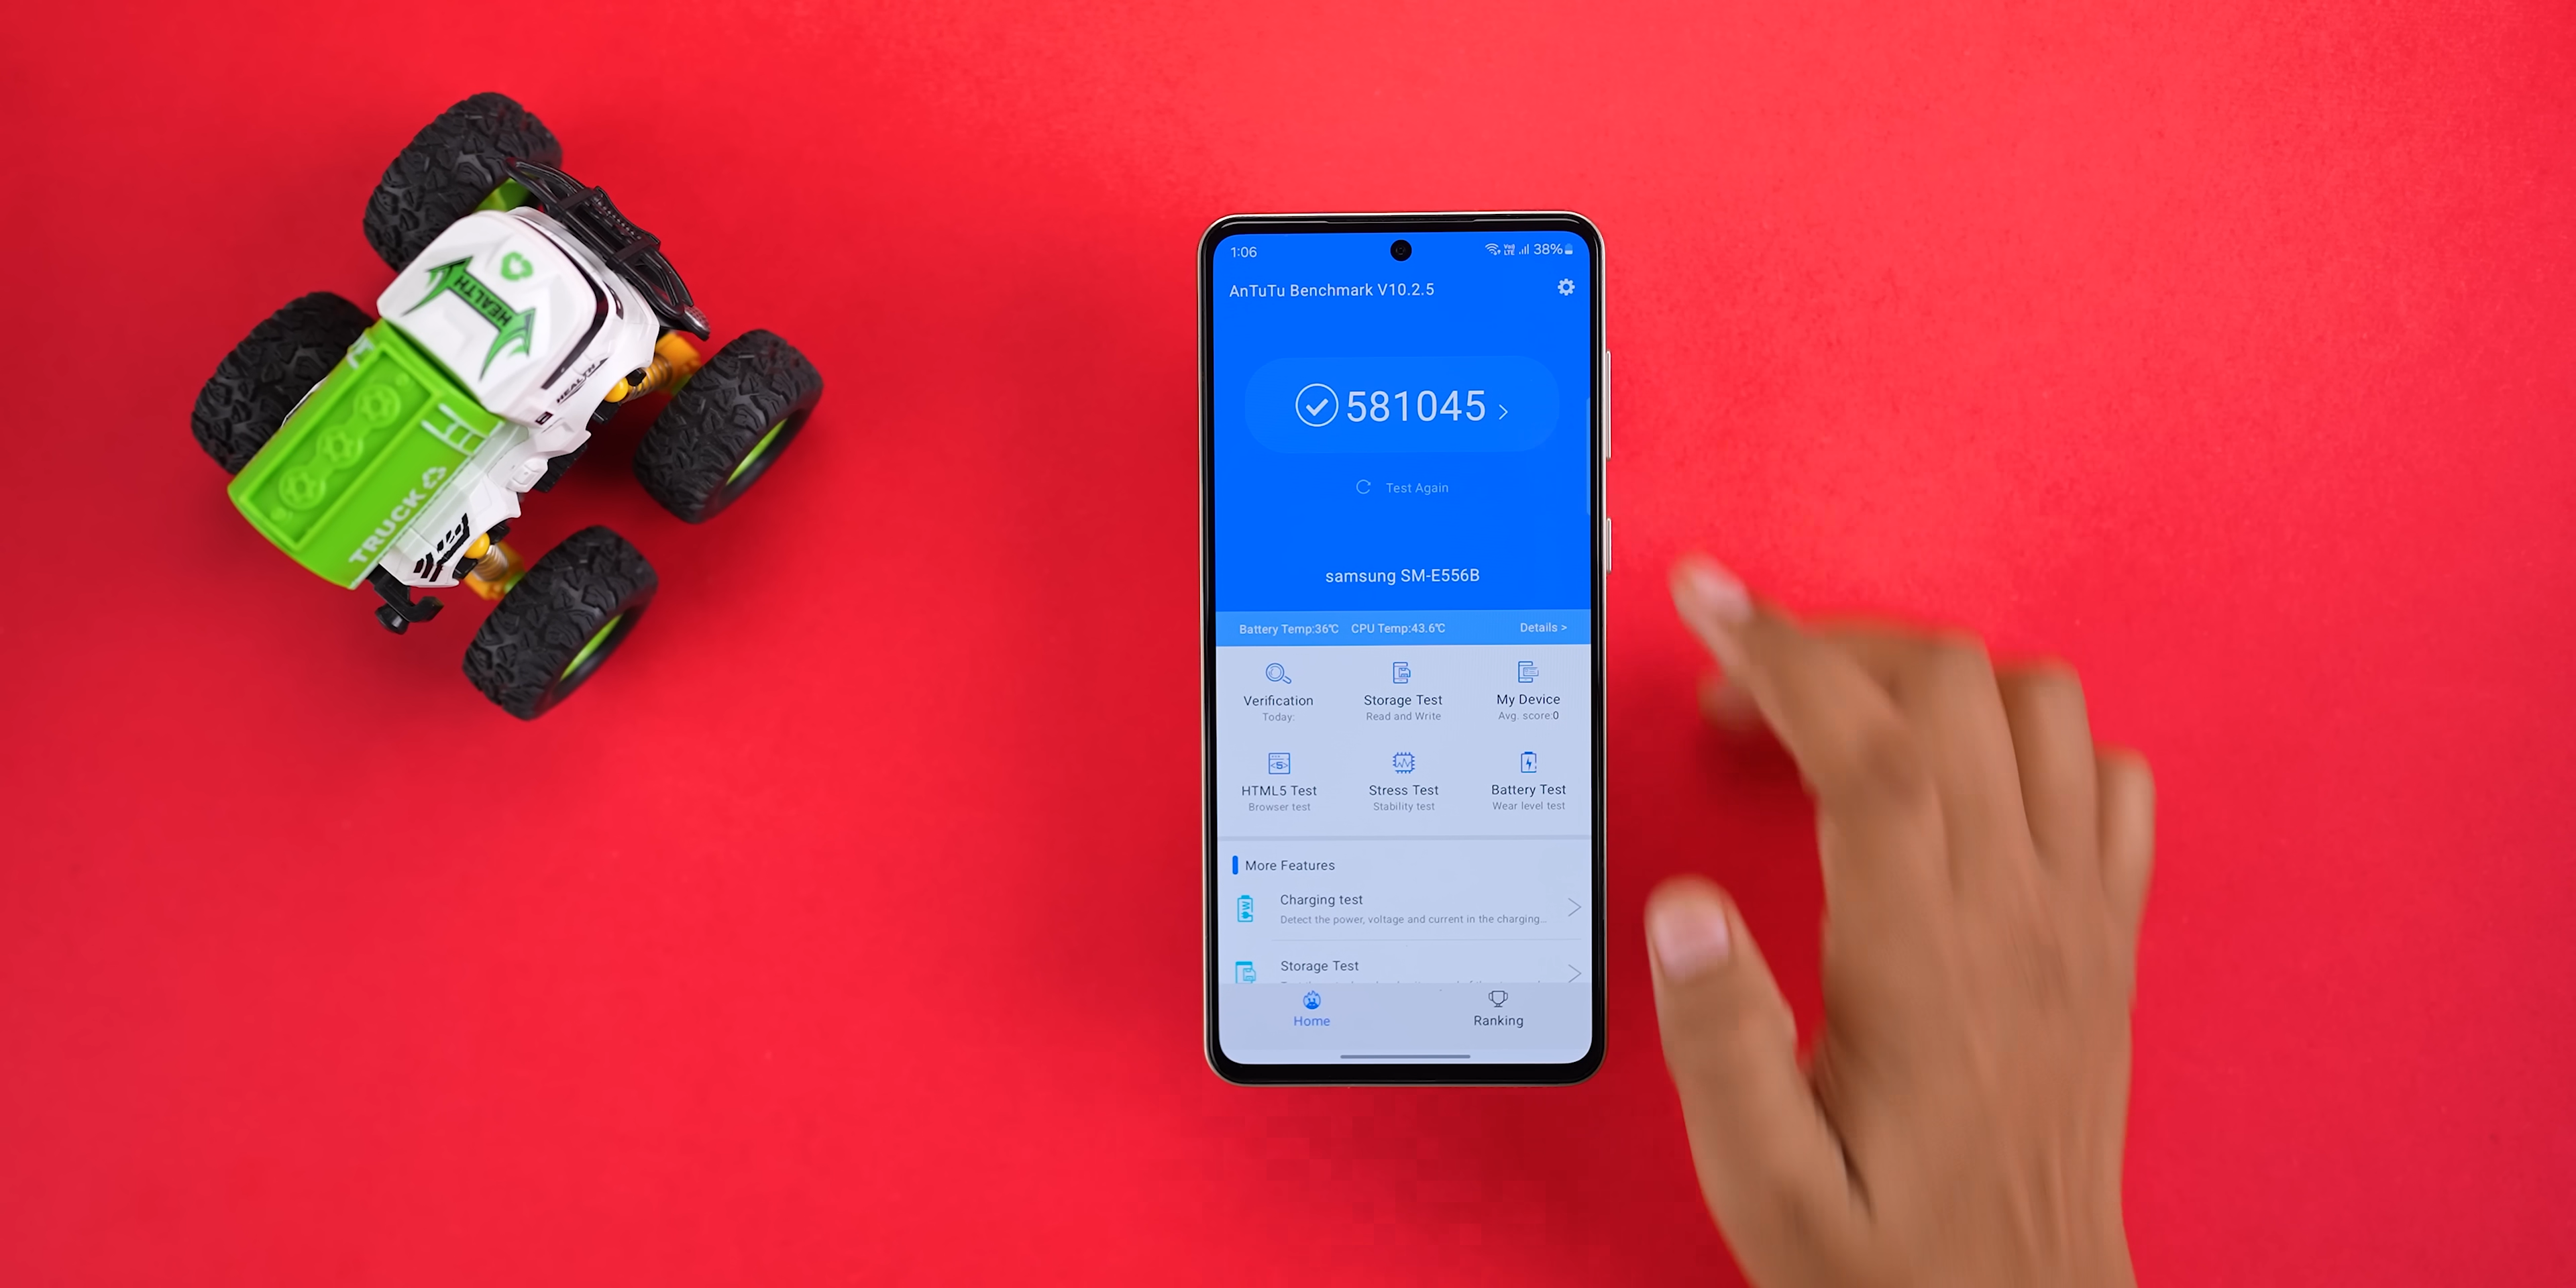 HEALTH
HEALTH
HEALTH
TRUCK
1:06
38%
AnTuTu Benchmark V10.2.5
581045 >
Test Again
samsung SM-E556B
Battery Temp:36℃ CPU Temp:43.6℃ Details >
Verification Storage Test My Device
Today: Read and Write Avg. score:0
HTML5 Test Stress Test Battery Test
Browser test Stability test Wear level test
More Features
Charging test
Detect the power, voltage and current in the charging...
Storage Test
Home Ranking